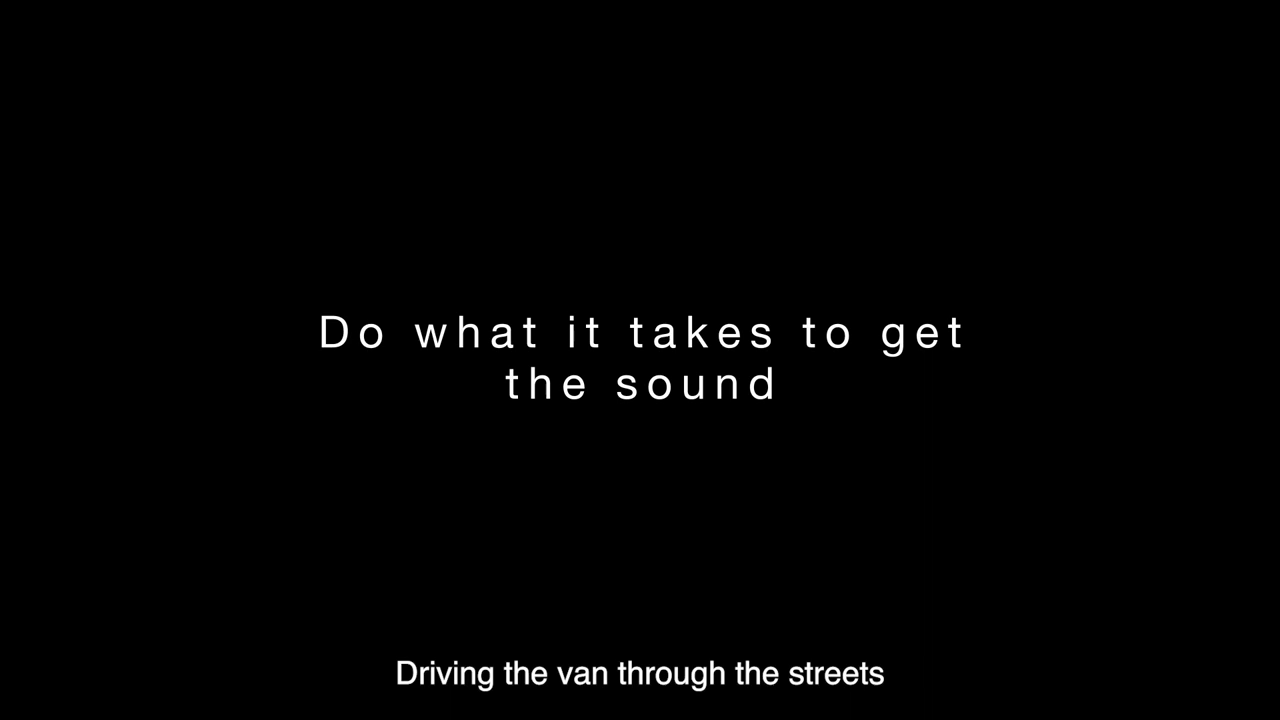 Do what it takes to get
the sound
Driving the van through the streets